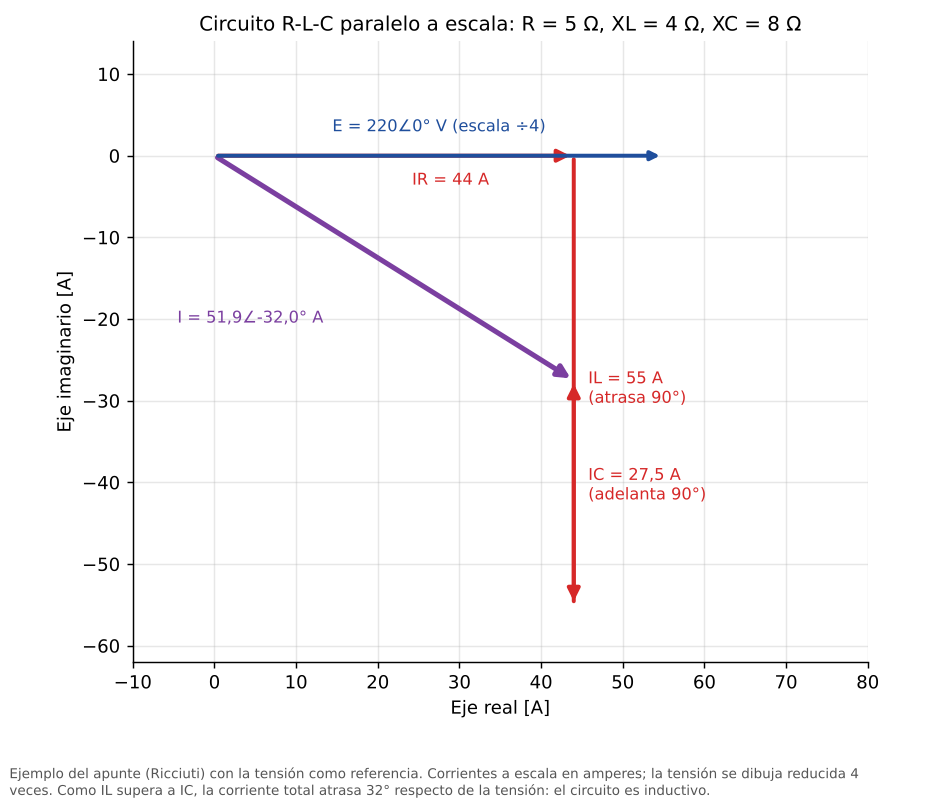 Circuito R-L-C paralelo a escala: R = 5 Ω, XL = 4 Ω, XC = 8 Ω
10
E = 220∠0° V (escala ÷4)
0
IR = 44 A
−10
I = 51,9∠-32,0° A
−20
IL = 55 A
(atrasa 90°)
−30
IC = 27,5 A
(adelanta 90°)
−40
−50
−60
Eje imaginario [A]
−10 0 10 20 30 40 50 60 70 80
Eje real [A]
Ejemplo del apunte (Ricciuti) con la tensión como referencia. Corrientes a escala en amperes; la tensión se dibuja reducida 4
veces. Como IL supera a IC, la corriente total atrasa 32° respecto de la tensión: el circuito es inductivo.